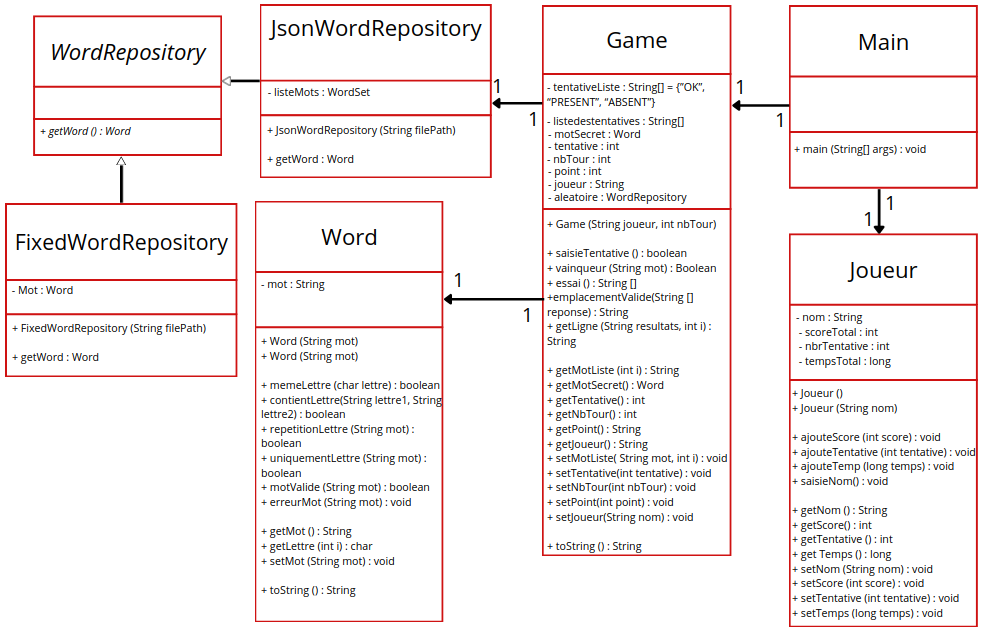 WordRepository
+ getWord () : Word
JsonWordRepository
- listeMots : WordSet
+ JsonWordRepository (String filePath)
+ getWord : Word
1
1
Game
- tentativeListe : String[] = {”OK”,
“PRESENT”, “ABSENT”}
- listedestentatives : String[]
- motSecret : Word
- tentative : int
- nbTour : int
- point : int
- joueur : String
- aleatoire : WordRepository
+ Game (String joueur, int nbTour)
+ saisieTentative () : boolean
+ vainqueur (String mot) : Boolean
+ essai () : String []
+emplacementValide(String []
reponse) : String
+ getLigne (String resultats, int i) :
String
+ getMotListe (int i) : String
+ getMotSecret() : Word
+ getTentative() : int
+ getNbTour() : int
+ getPoint() : String
+ getJoueur() : String
+ setMotListe( String mot, int i) : void
+ setTentative(int tentative) : void
+ setNbTour(int nbTour) : void
+ setPoint(int point) : void
+ setJoueur(String nom) : void
+ toString () : String
1
1
Main
+ main (String[] args) : void
1
1
FixedWordRepository
- Mot : Word
+ FixedWordRepository (String filePath)
+ getWord : Word
Word
- mot : String
+ Word (String mot)
+ Word (String mot)
+ memeLettre (char lettre) : boolean
+ contientLettre(String lettre1, String
lettre2) : boolean
+ repetitionLettre (String mot) :
boolean
+ uniquementLettre (String mot) :
boolean
+ motValide (String mot) : boolean
+ erreurMot (String mot) : void
+ getMot () : String
+ getLettre (int i) : char
+ setMot (String mot) : void
+ toString () : String
1
1
Joueur
- nom : String
- scoreTotal : int
- nbrTentative : int
- tempsTotal : long
+ Joueur ()
+ Joueur (String nom)
+ ajouteScore (int score) : void
+ ajouteTentative (int tentative) : void
+ ajouteTemp (long temps) : void
+ saisieNom() : void
+ getNom () : String
+ getScore() : int
+ getTentative () : int
+ get Temps () : long
+ setNom (String nom) : void
+ setScore (int score) : void
+ setTentative (int tentative) : void
+ setTemps (long temps) : void